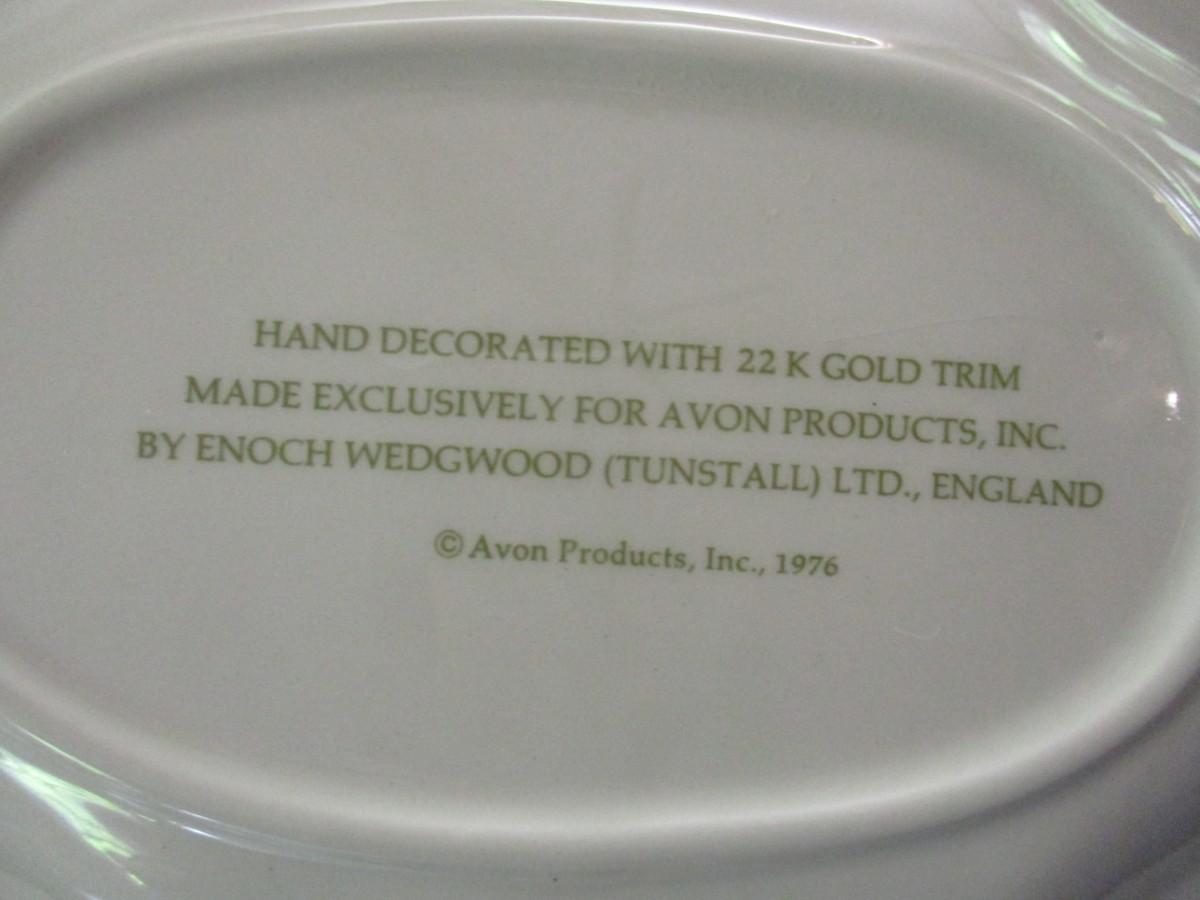 HAND DECORATED WITH 22 K GOLD TRIM
MADE EXCLUSIVELY FOR AVON PRODUCTS, INC.
BY ENOCH WEDGWOOD (TUNSTALL) LTD., ENGLAND
© Avon Products, Inc., 1976